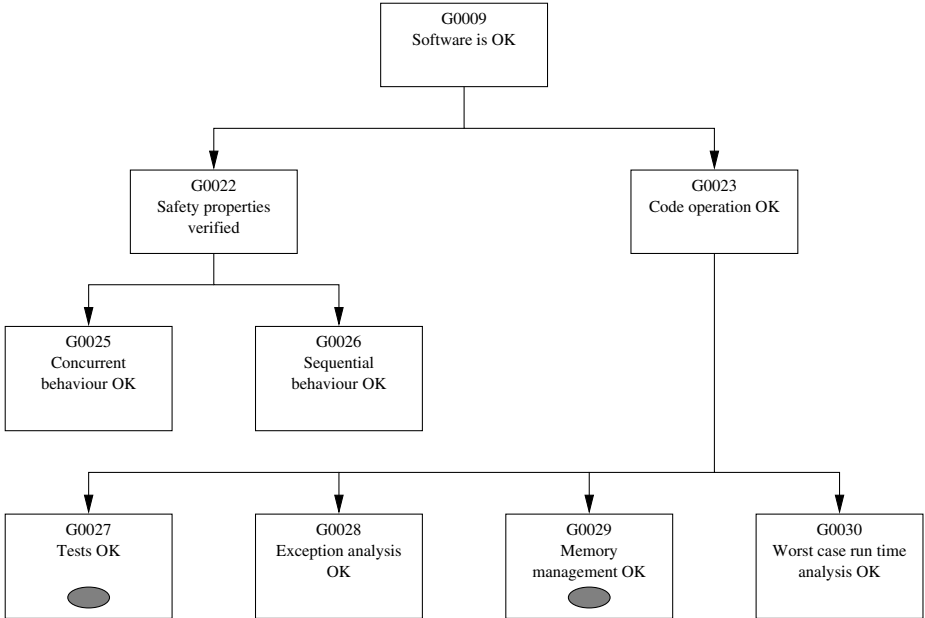 G0009
Software is OK
G0022
Safety properties
verified
G0023
Code operation OK
G0025
Concurrent
behaviour OK
G0026
Sequential
behaviour OK
G0027
Tests OK
G0028
Exception analysis
OK
G0029
Memory
management OK
G0030
Worst case run time
analysis OK